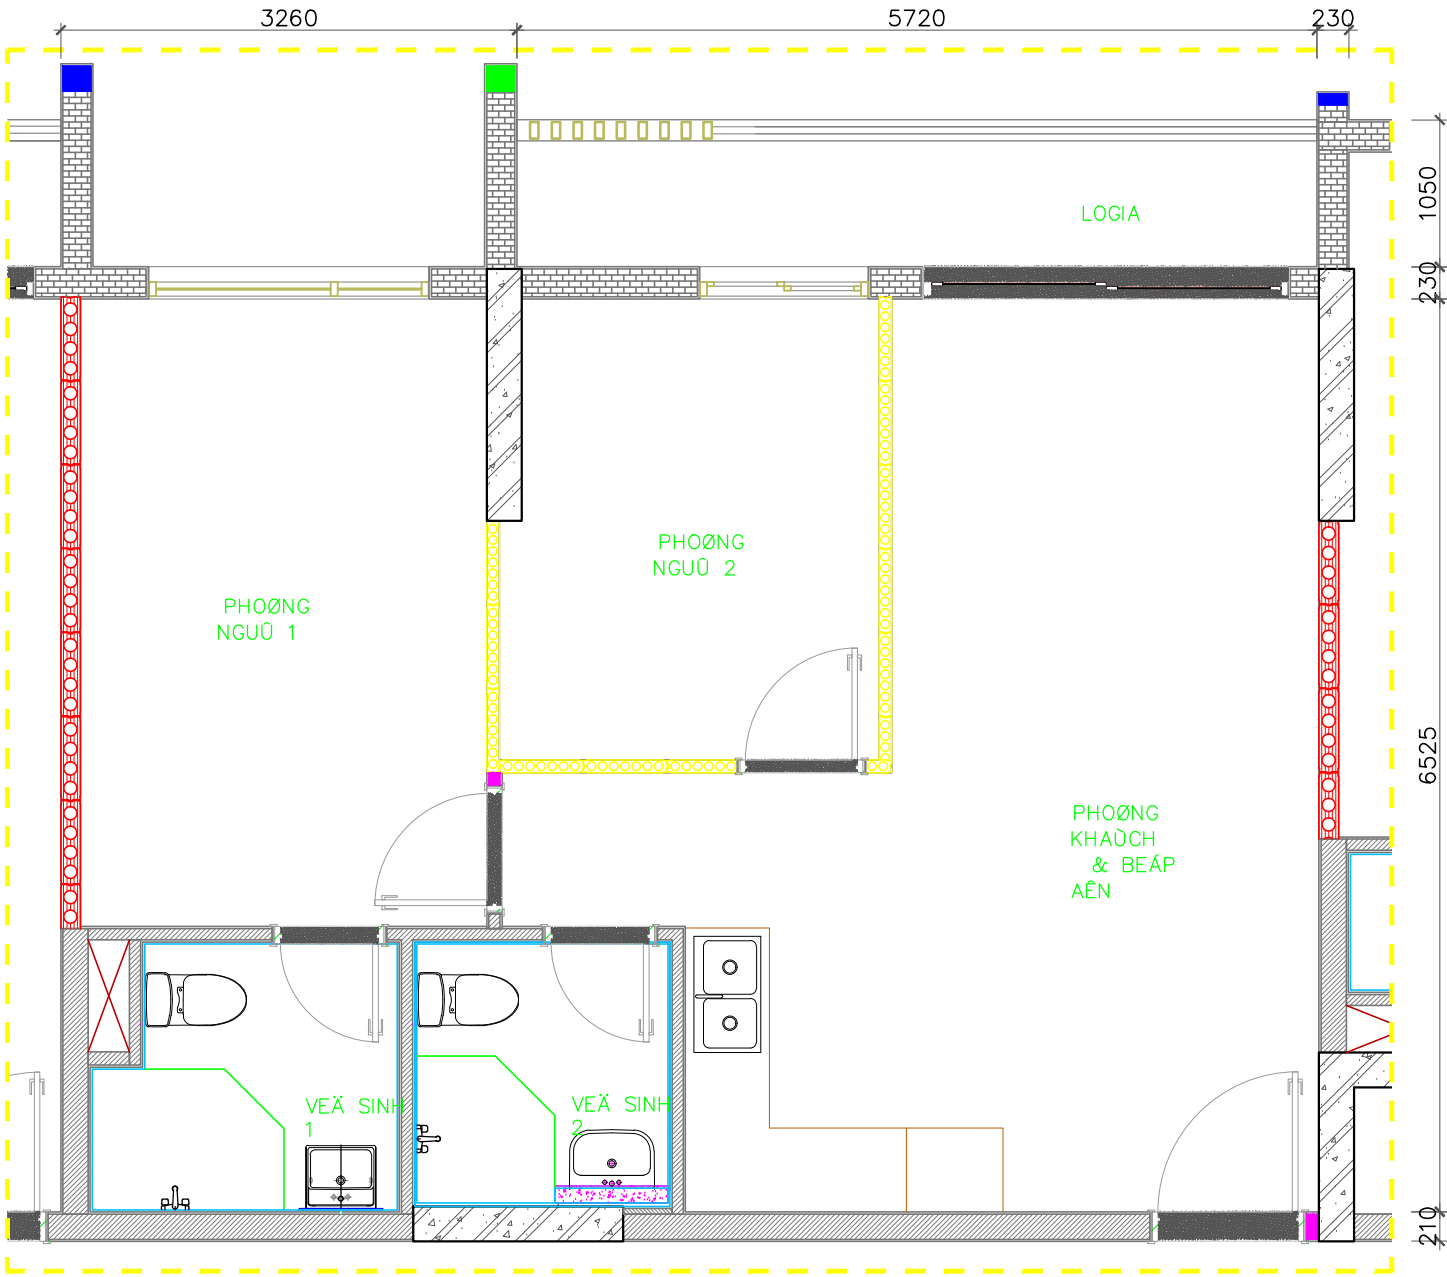 3260
5720
230
1050
LOGIA
230
PHOØNG
NGUÛ 2
PHOØNG
NGUÛ 1
6525
PHOØNG
KHAÙCH
& BEÁP
AÊN
VEÄ SINH
1
VEÄ SINH
2
210